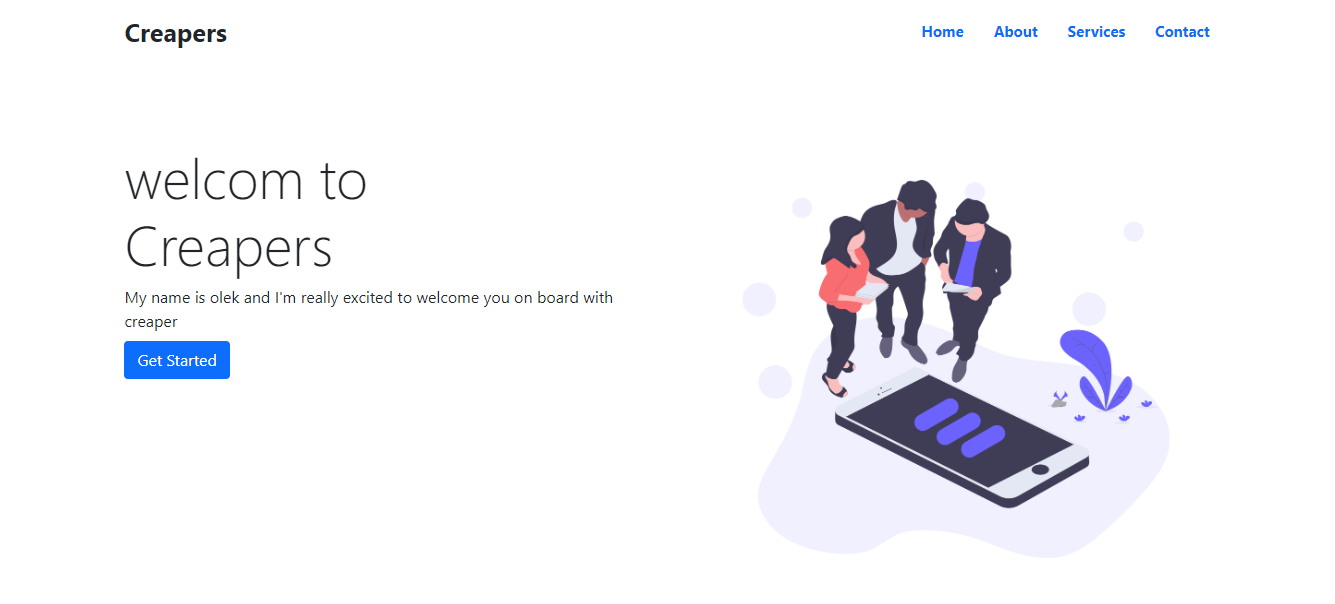 Creapers
Home About Services Contact
welcom to
Creapers
My name is olek and I'm really excited to welcome you on board with
creaper
Get Started